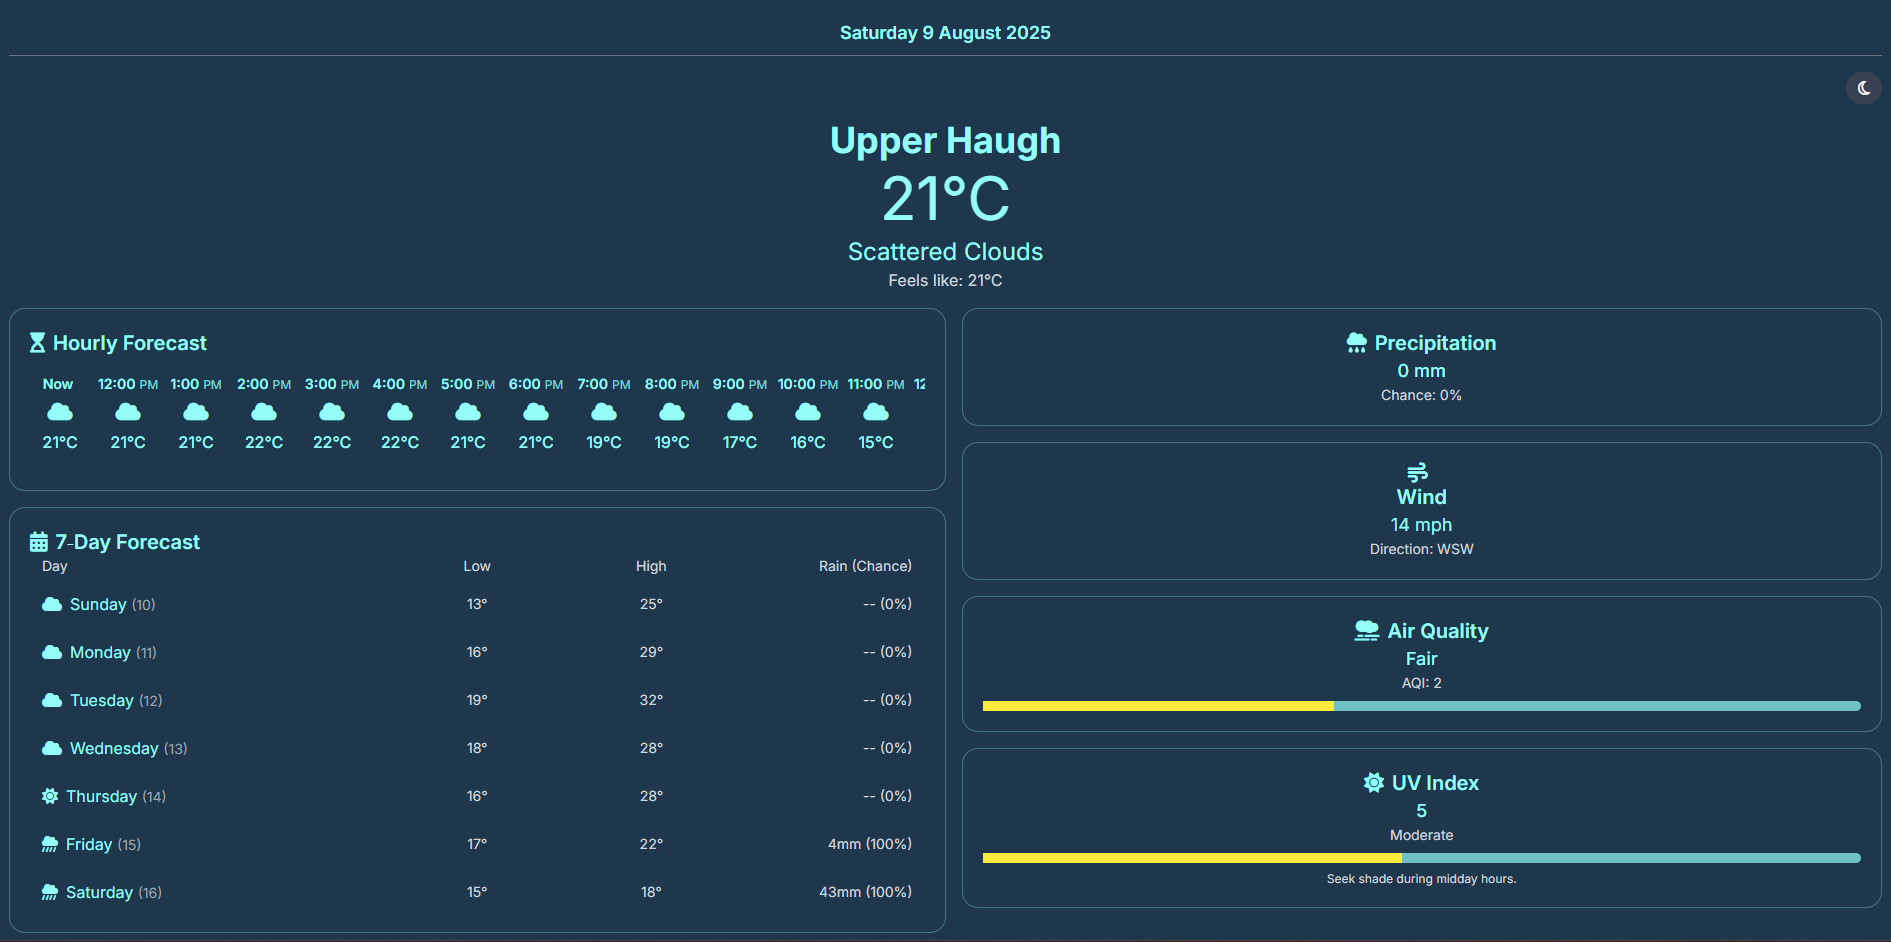 Saturday 9 August 2025
Upper Haugh
21°C
Scattered Clouds
Feels like: 21°C
Hourly Forecast
Now 12:00 PM 1:00 PM 2:00 PM 3:00 PM 4:00 PM 5:00 PM 6:00 PM 7:00 PM 8:00 PM 9:00 PM 10:00 PM 11:00 PM 12
21°C 21°C 21°C 22°C 22°C 22°C 21°C 21°C 19°C 19°C 17°C 16°C 15°C
7-Day Forecast
Day Low High Rain (Chance)
Sunday (10) 13° 25° -- (0%)
Monday (11) 16° 29° -- (0%)
Tuesday (12) 19° 32° -- (0%)
Wednesday (13) 18° 28° -- (0%)
Thursday (14) 16° 28° -- (0%)
Friday (15) 17° 22° 4mm (100%)
Saturday (16) 15° 18° 43mm (100%)
Precipitation
0 mm
Chance: 0%
Wind
14 mph
Direction: WSW
Air Quality
Fair
AQI: 2
UV Index
5
Moderate
Seek shade during midday hours.